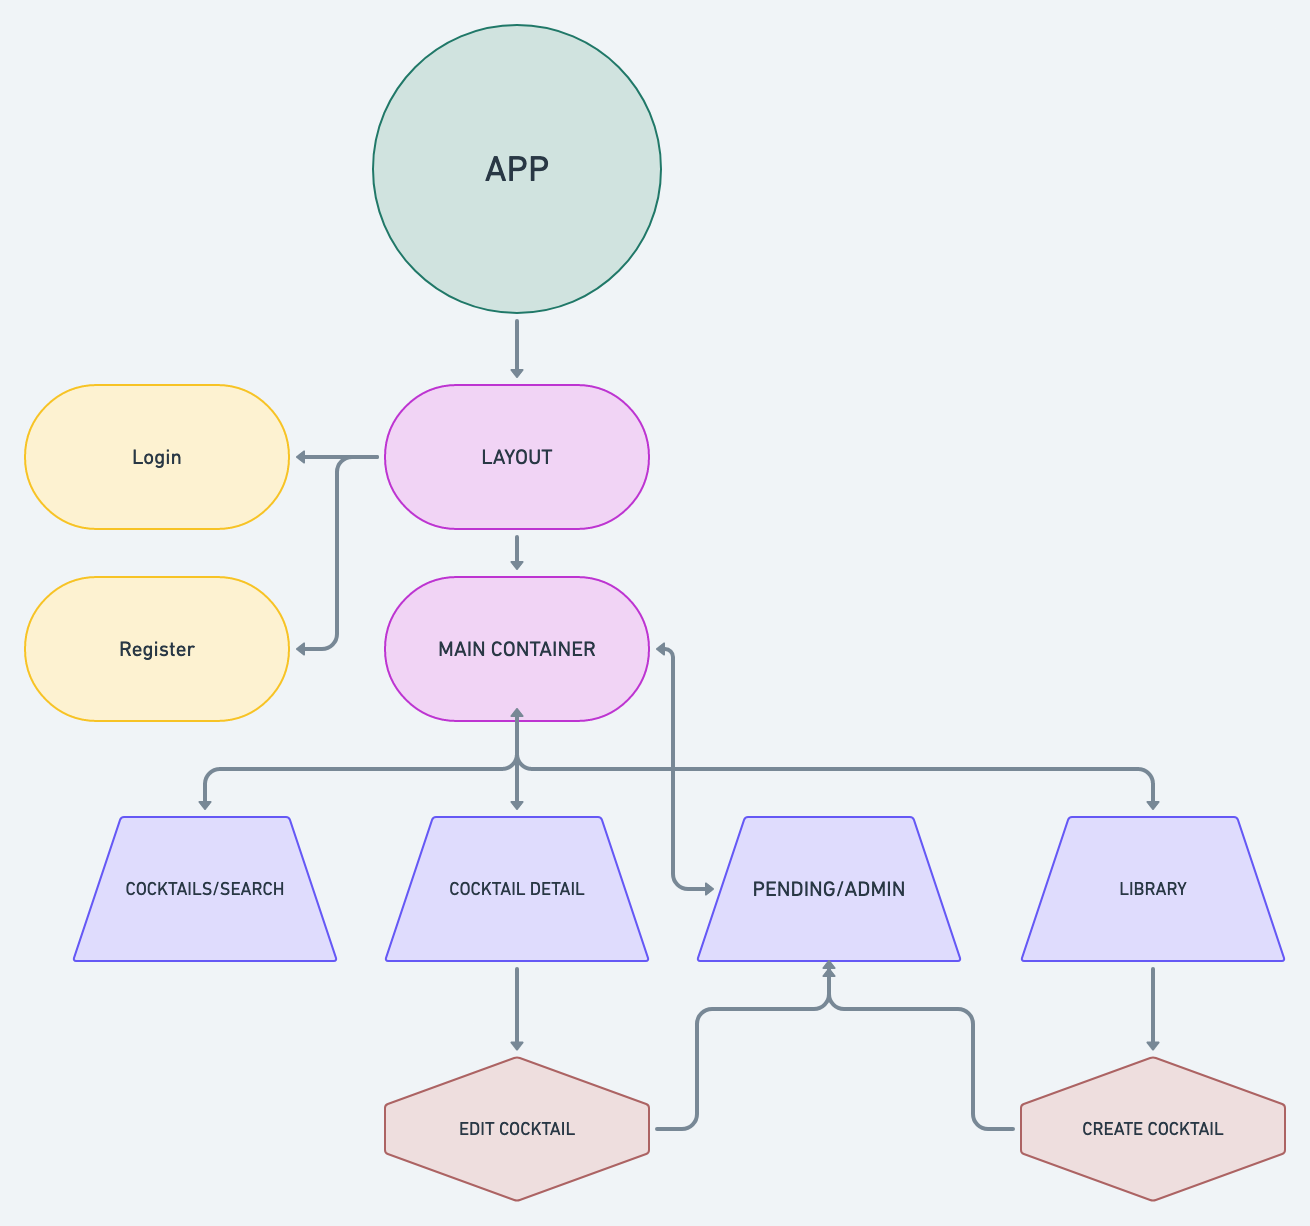 APP
Login
LAYOUT
Register
MAIN CONTAINER
COCKTAILS/SEARCH
COCKTAIL DETAIL
PENDING/ADMIN
LIBRARY
EDIT COCKTAIL
CREATE COCKTAIL